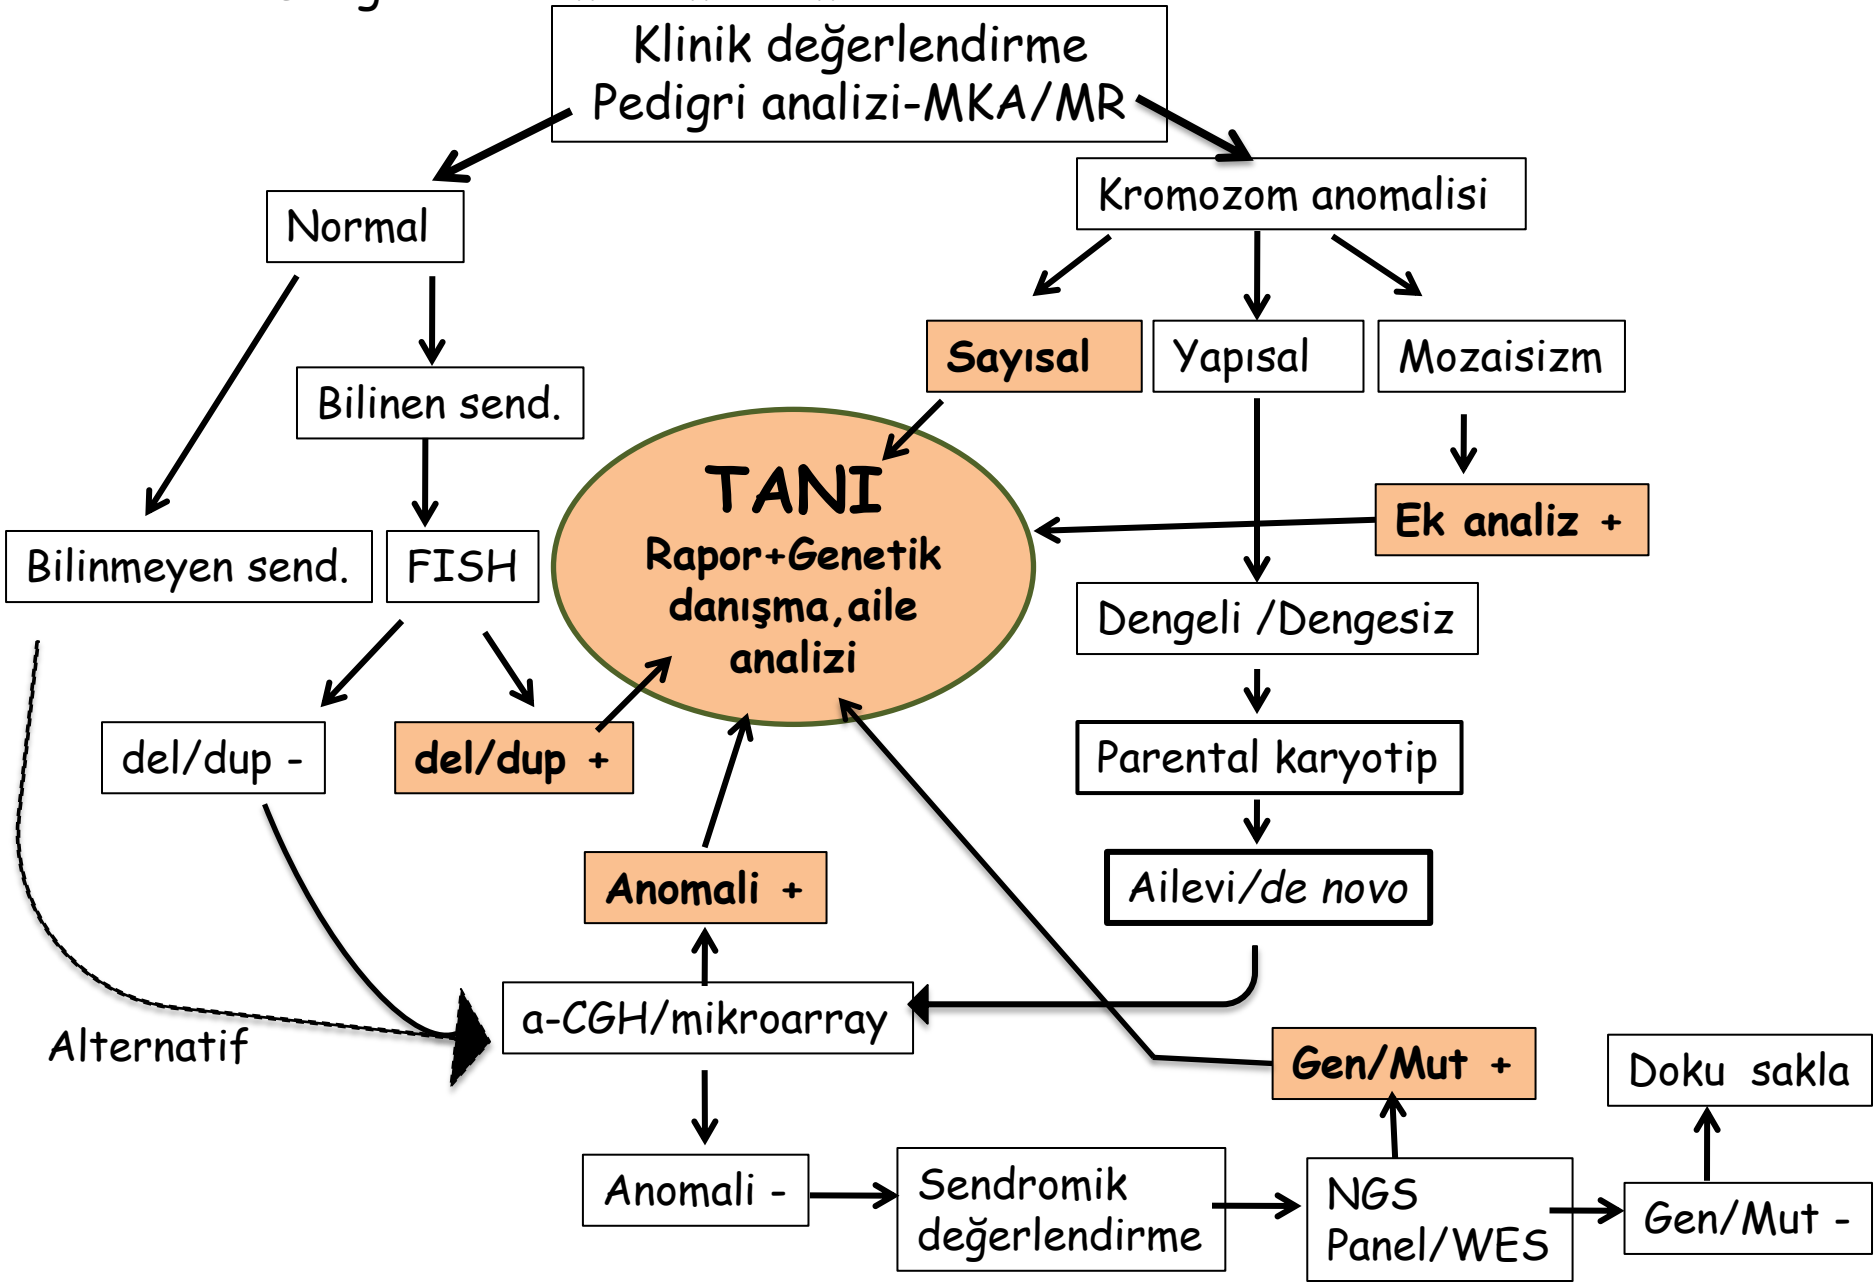 Klinik değerlendirme
Pedigri analizi-MKA/MR
Kromozom anomalisi
Normal
Sayısal
Yapısal
Mozaisizm
Bilinen send.
TANI
Rapor+Genetik
danışma,aile
analizi
Ek analiz +
Bilinmeyen send.
FISH
Dengeli /Dengesiz
del/dup -
del/dup +
Parental karyotip
Anomali +
Ailevi/de novo
a-CGH/mikroarray
Alternatif
Gen/Mut +
Doku sakla
Anomali -
Sendromik
değerlendirme
NGS
Panel/WES
Gen/Mut -